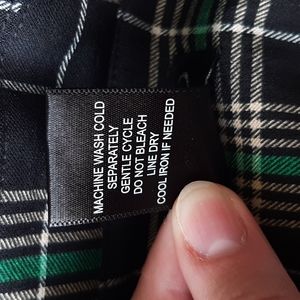 MACHINE WASH COLD
SEPARATELY
GENTLE CYCLE
DO NOT BLEACH
LINE DRY
COOL IRON IF NEEDED